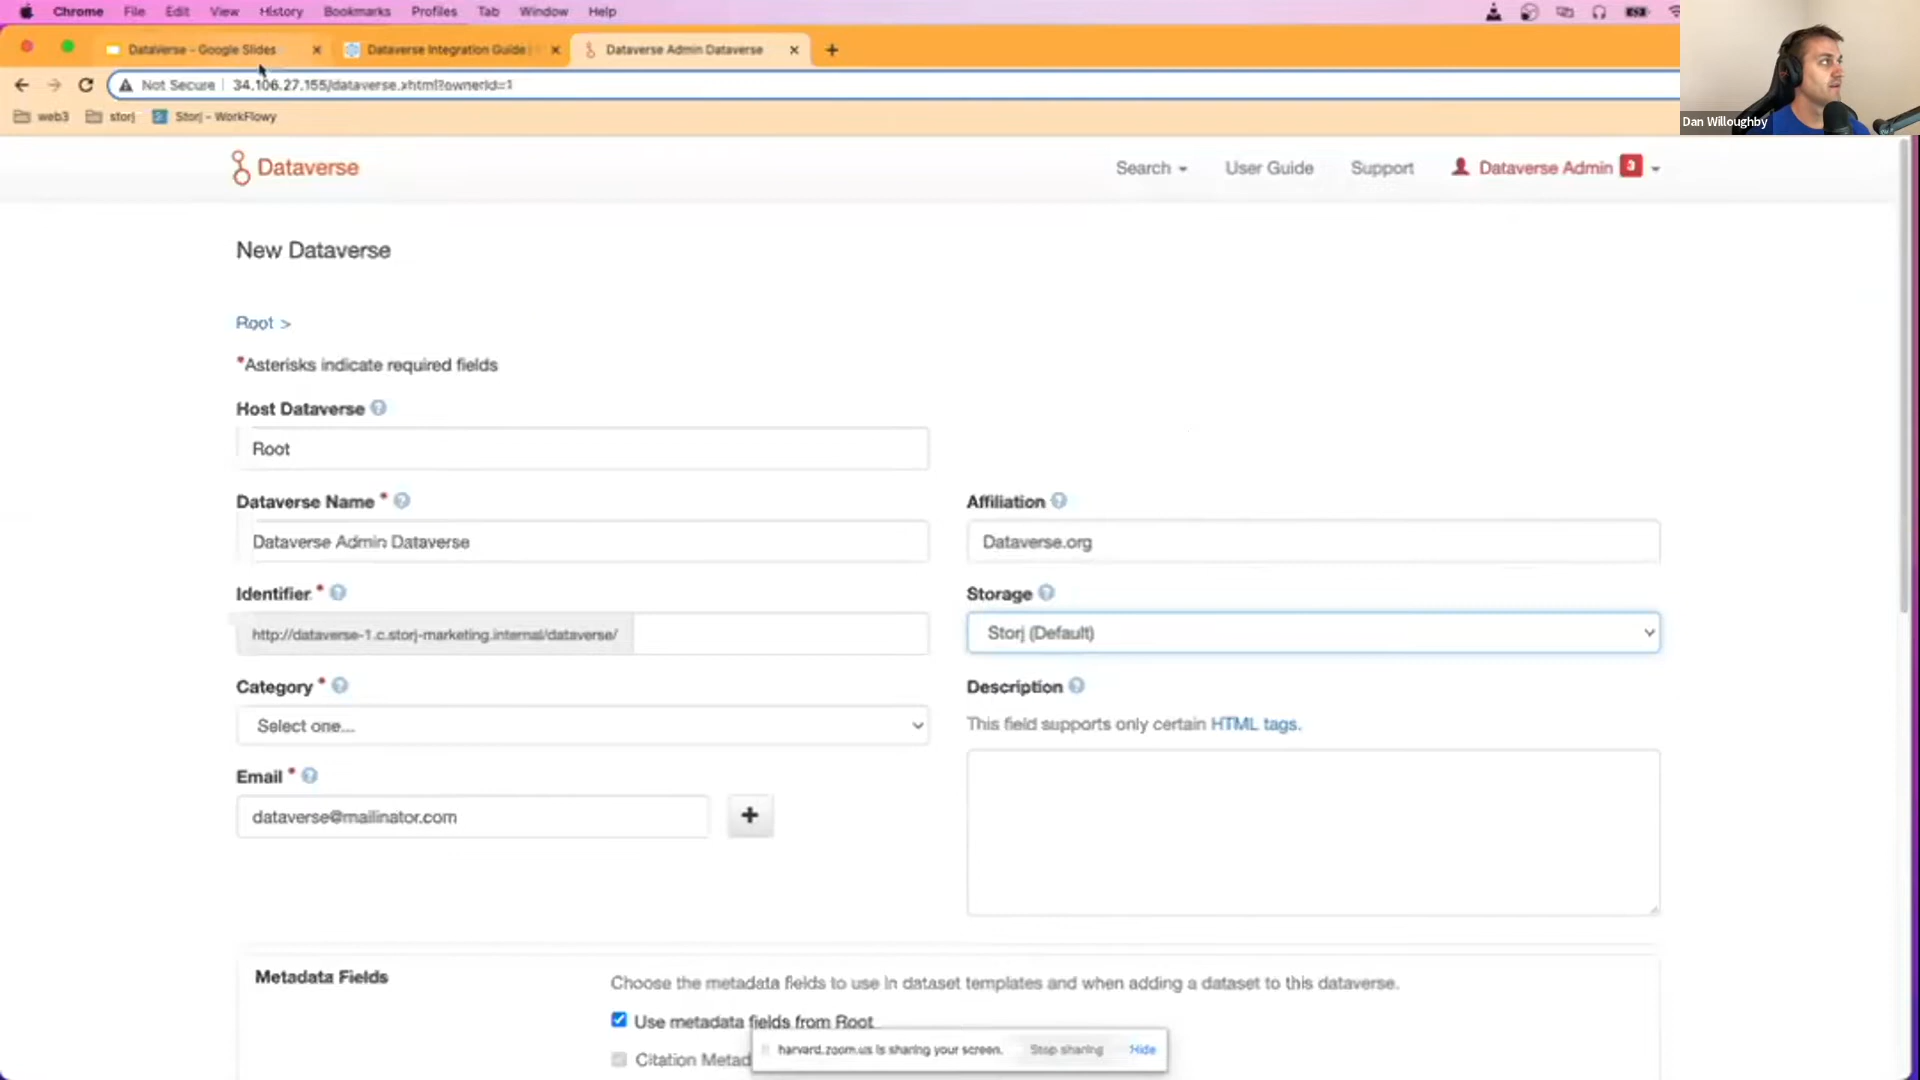 Chrome File Edit View History Bookmarks Profiles Tab Window Help
DataVerse - Google Slides
Dataverse Integration Guide
Dataverse Admin Dataverse
Not Secure 34.106.27.155/dataverse.xhtml?ownerId=1
web3 storj Storj - WorkFlowy
Dan Willoughby
Dataverse
Search User Guide Support Dataverse Admin 3
New Dataverse
Root >
*Asterisks indicate required fields
Host Dataverse
Root
Dataverse Name * Affiliation
Dataverse Admin Dataverse Dataverse.org
Identifier * Storage
http://dataverse-1.c.storj-marketing.internal/dataverse/ Storj (Default)
Category * Description
Select one... This field supports only certain HTML tags.
Email *
dataverse@mailinator.com +
Metadata Fields Choose the metadata fields to use in dataset templates and when adding a dataset to this dataverse.
Use metadata fields from Root
harvard.zoom.us is sharing your screen. Stop sharing Hide
Citation Metad